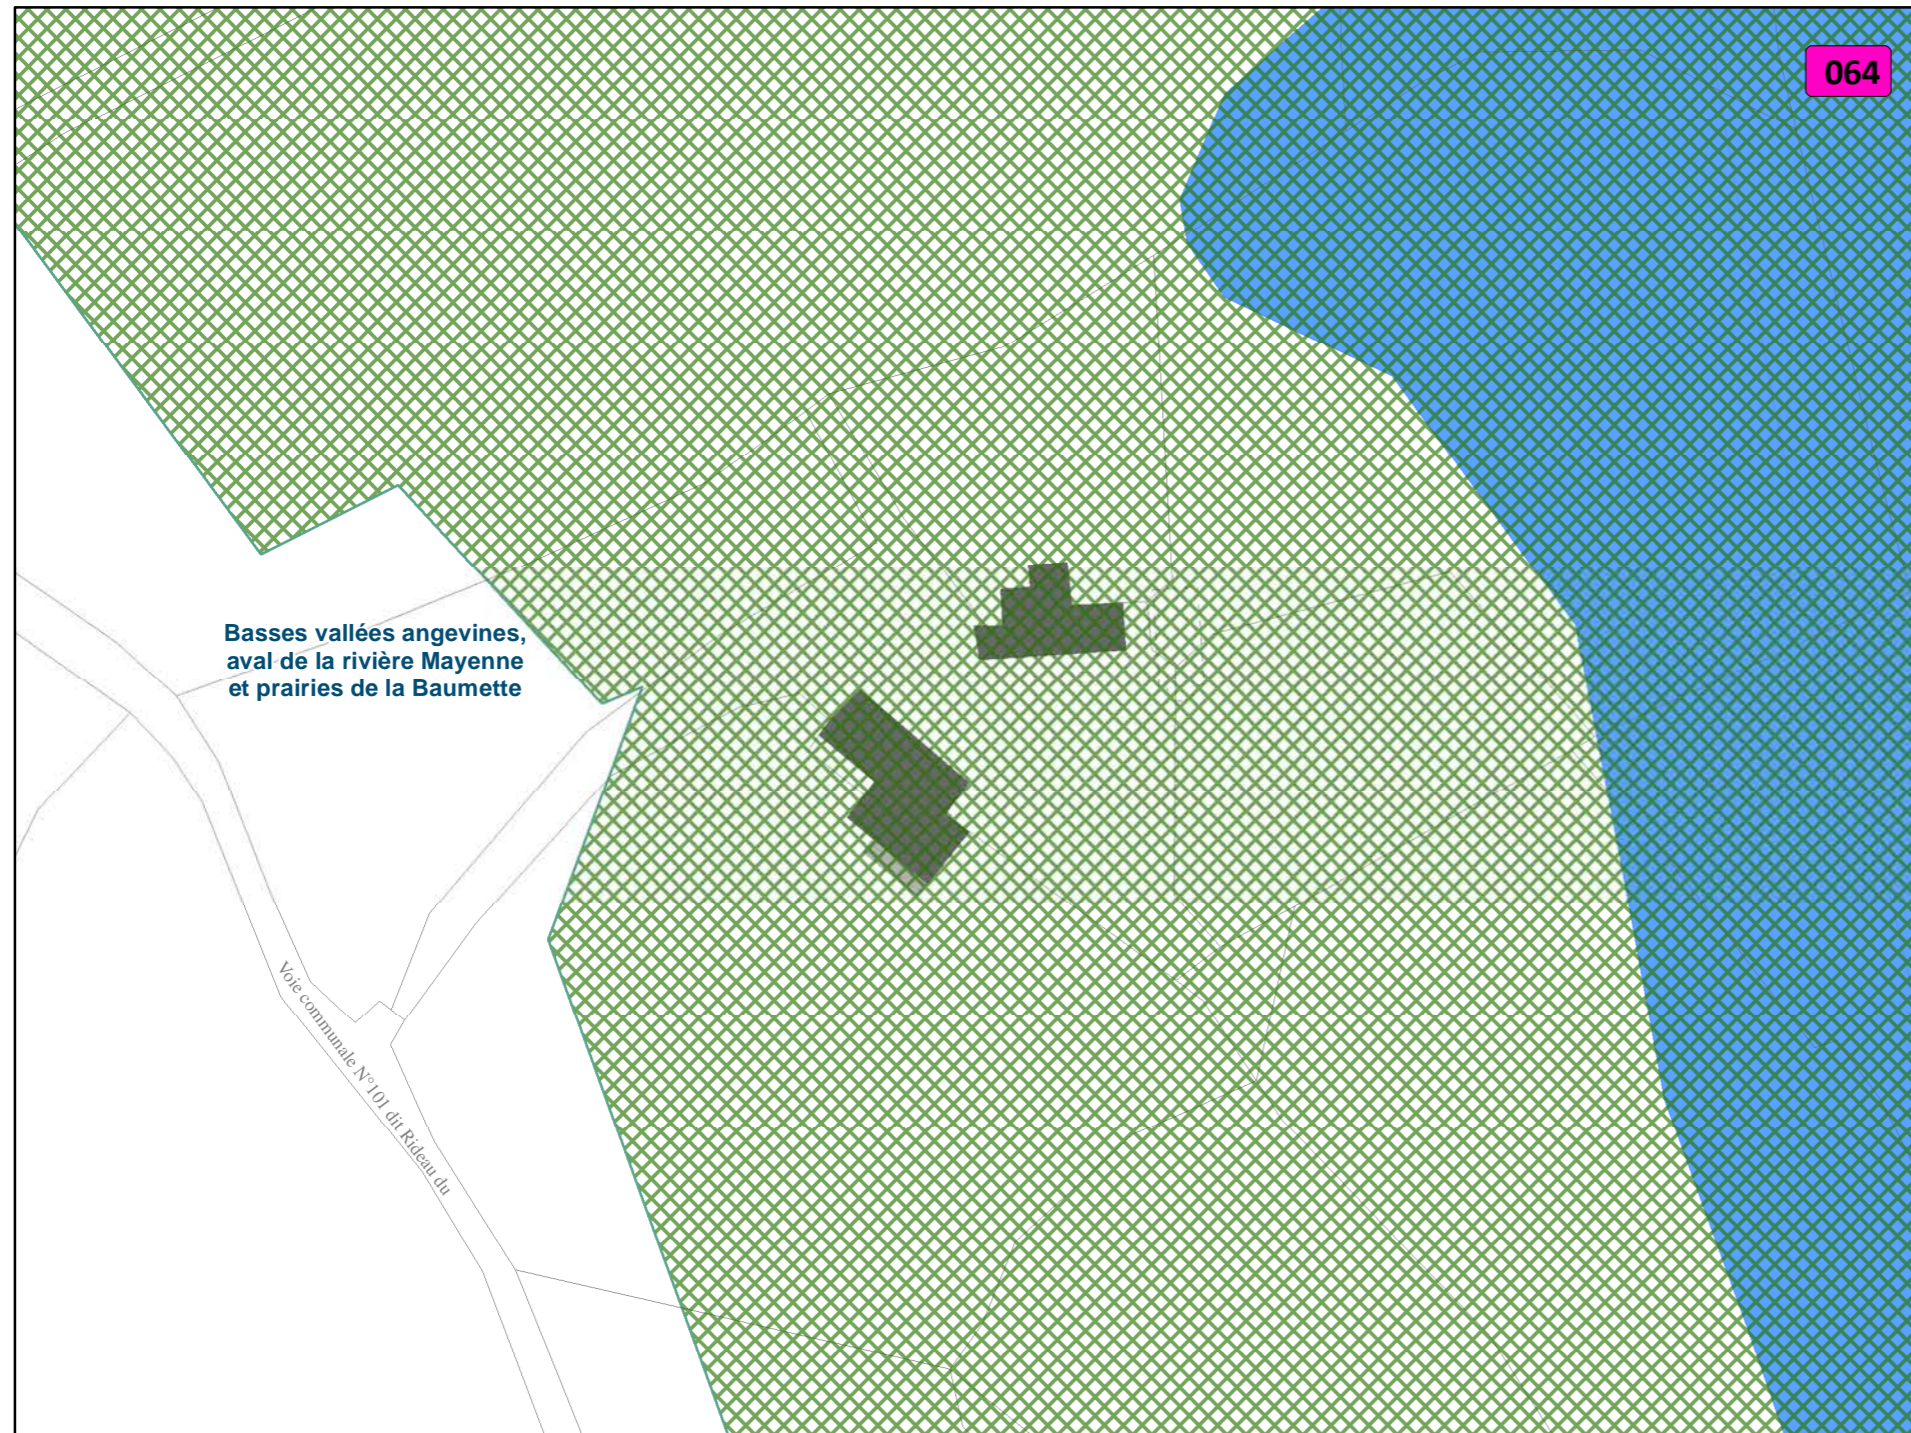 064
Basses vallées angevines,
aval de la rivière Mayenne
et prairies de la Baumette
Voie communale N°101 dit Rideau du